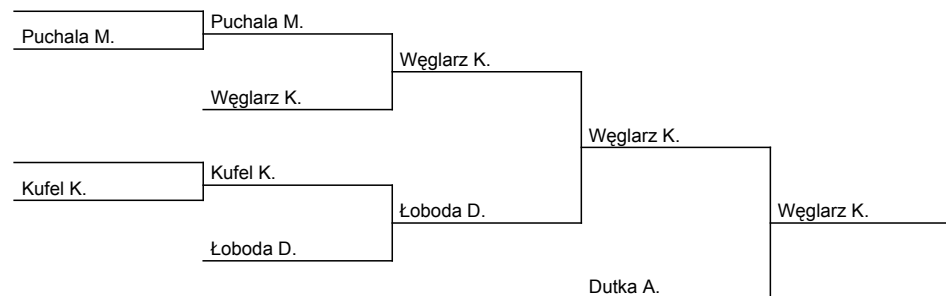 Puchala M.
Puchala M.
Węglarz K.
Węglarz K.
Węglarz K.
Kufel K.
Kufel K.
Łoboda D.
Węglarz K.
Łoboda D.
Dutka A.